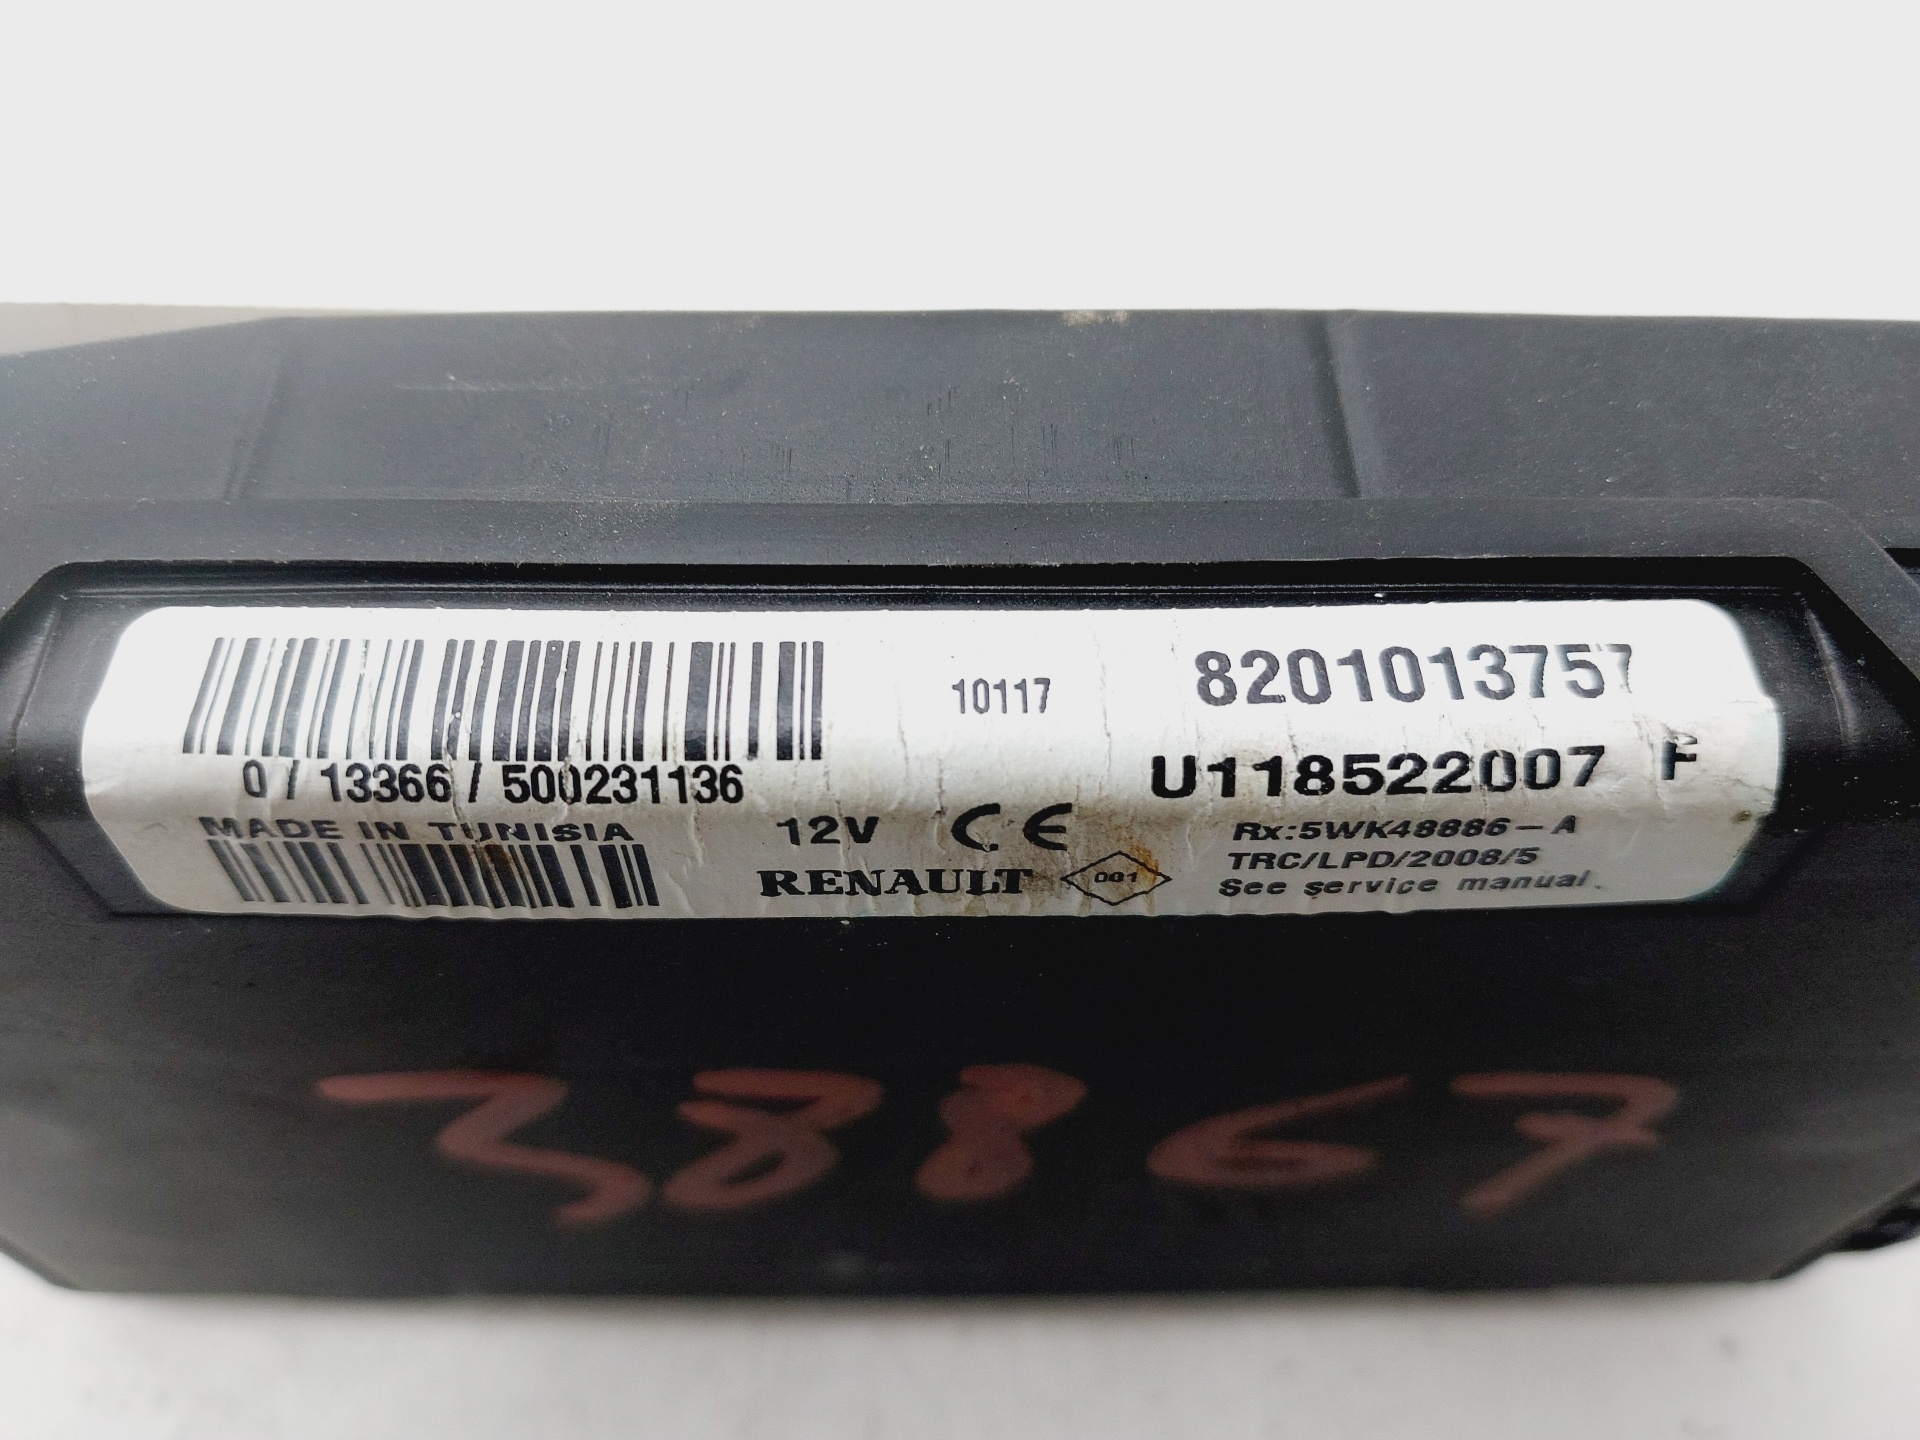 10117
8201013757
U118522007 F
0 / 13366 / 500231136
MADE IN TUNISIA
12V CE
RENAULT 001
Rx:5WK48886-A
TRC/LPD/2008/5
See service manual.
38867